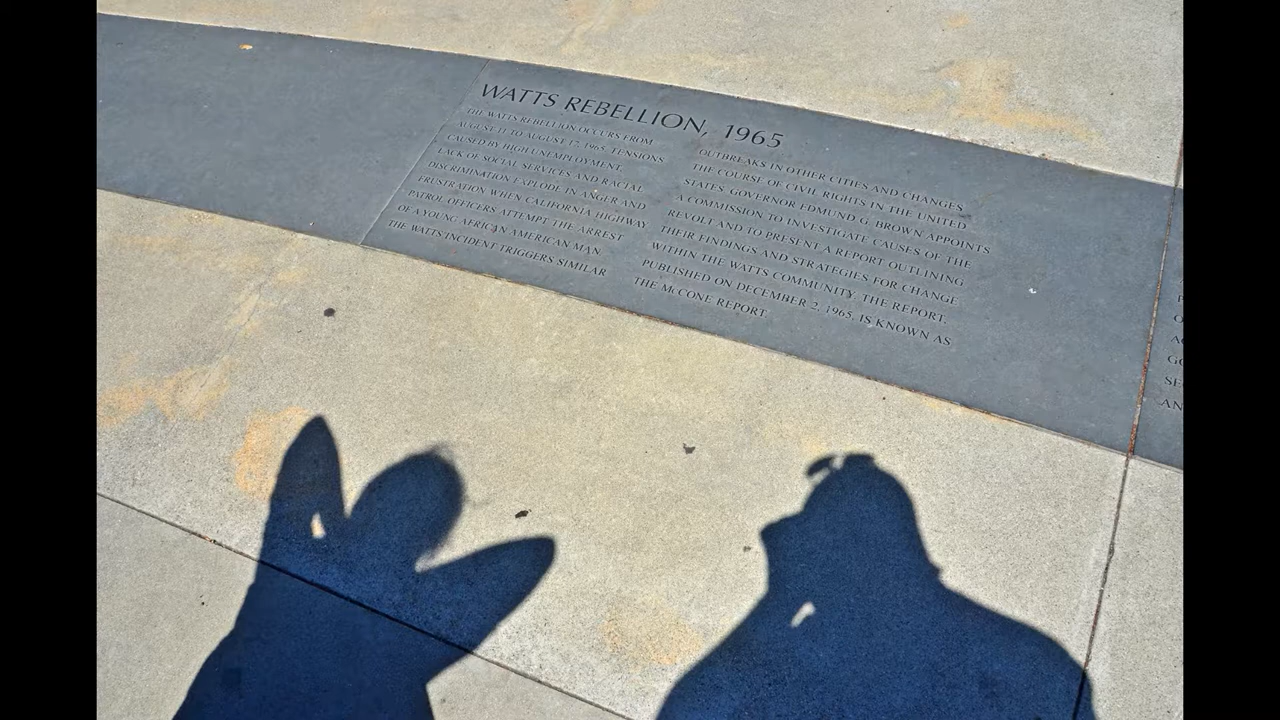 WATTS REBELLION, 1965
THE WATTS REBELLION OCCURS FROM
AUGUST 11 TO AUGUST 17, 1965. TENSIONS
CAUSED BY HIGH UNEMPLOYMENT,
LACK OF SOCIAL SERVICES AND RACIAL
DISCRIMINATION EXPLODE IN ANGER AND
FRUSTRATION WHEN CALIFORNIA HIGHWAY
PATROL OFFICERS ATTEMPT THE ARREST
OF A YOUNG AFRICAN AMERICAN MAN.
THE WATTS INCIDENT TRIGGERS SIMILAR
OUTBREAKS IN OTHER CITIES AND CHANGES
THE COURSE OF CIVIL RIGHTS IN THE UNITED
STATES. GOVERNOR EDMUND G. BROWN APPOINTS
A COMMISSION TO INVESTIGATE CAUSES OF THE
REVOLT AND TO PRESENT A REPORT OUTLINING
THEIR FINDINGS AND STRATEGIES FOR CHANGE
WITHIN THE WATTS COMMUNITY. THE REPORT,
PUBLISHED ON DECEMBER 2, 1965, IS KNOWN AS
THE McCONE REPORT.